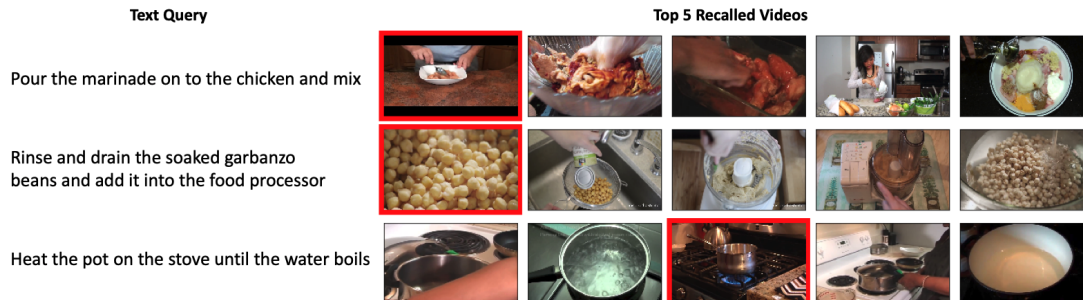 Text Query
Top 5 Recalled Videos
Pour the marinade on to the chicken and mix
Rinse and drain the soaked garbanzo
beans and add it into the food processor
Heat the pot on the stove until the water boils